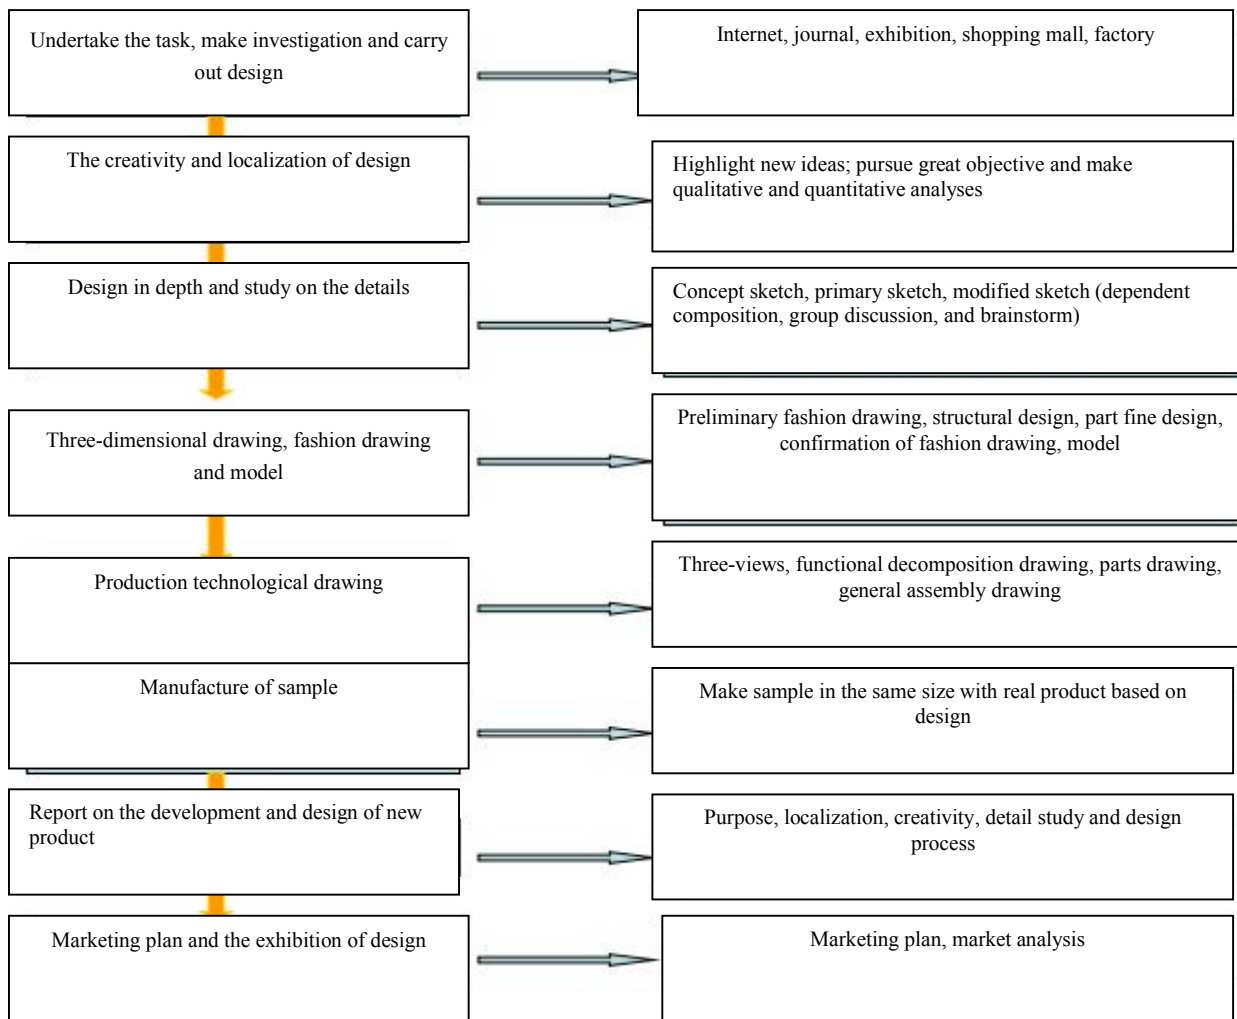 Undertake the task, make investigation and carry
out design
Internet, journal, exhibition, shopping mall, factory
The creativity and localization of design
Highlight new ideas; pursue great objective and make
qualitative and quantitative analyses
Design in depth and study on the details
Concept sketch, primary sketch, modified sketch (dependent
composition, group discussion, and brainstorm)
Three-dimensional drawing, fashion drawing
and model
Preliminary fashion drawing, structural design, part fine design,
confirmation of fashion drawing, model
Production technological drawing
Three-views, functional decomposition drawing, parts drawing,
general assembly drawing
Manufacture of sample
Make sample in the same size with real product based on
design
Report on the development and design of new
product
Purpose, localization, creativity, detail study and design
process
Marketing plan and the exhibition of design
Marketing plan, market analysis